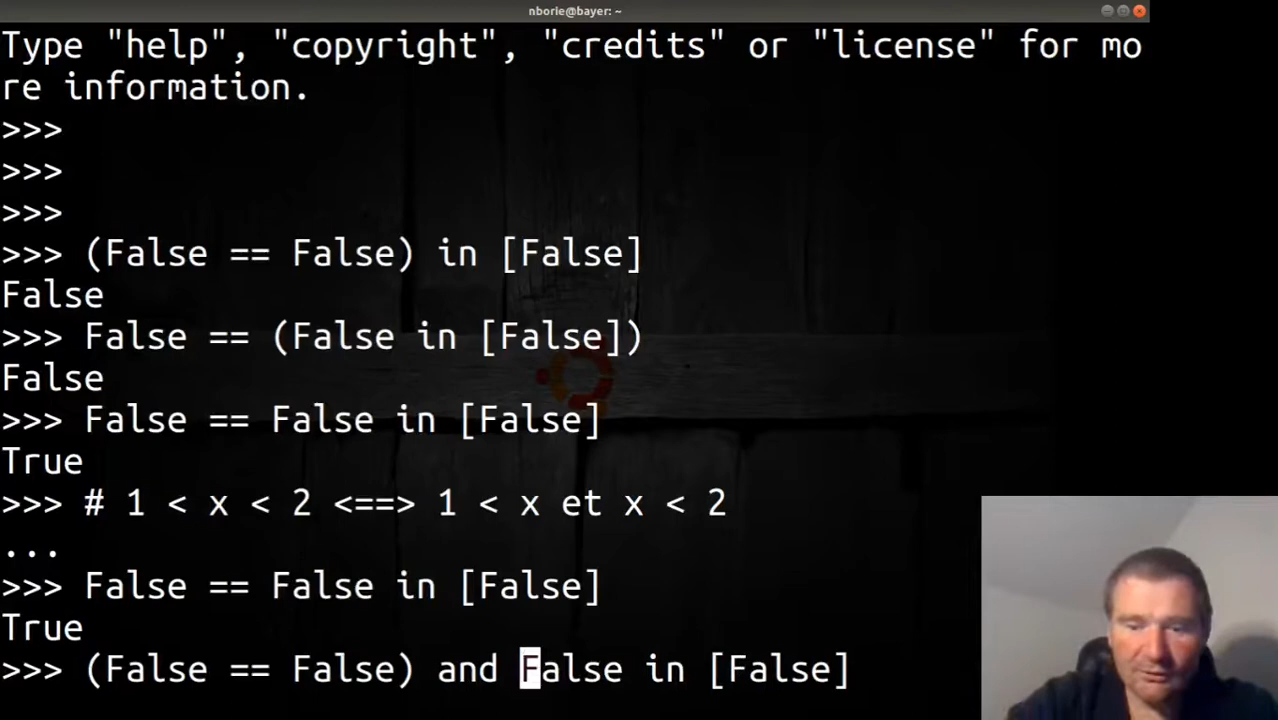 nborie@bayer: ~
Type "help", "copyright", "credits" or "license" for mo
re information.
>>>
>>>
>>>
>>> (False == False) in [False]
False
>>> False == (False in [False])
False
>>> False == False in [False]
True
>>> # 1 < x < 2 <==> 1 < x et x < 2
...
>>> False == False in [False]
True
>>> (False == False) and False in [False]